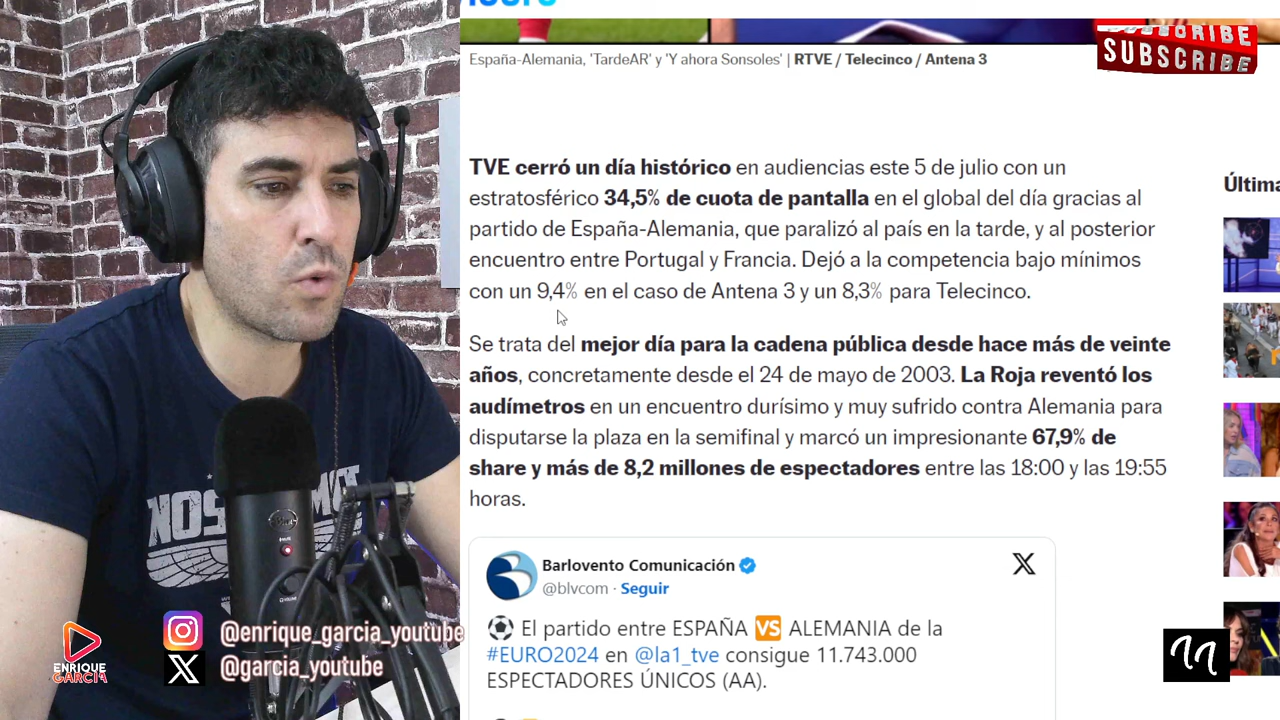 SUBSCRIBE
SUBSCRIBE
España-Alemania, 'TardeAR' y 'Y ahora Sonsoles' | RTVE / Telecinco / Antena 3
TVE cerró un día histórico en audiencias este 5 de julio con un
estratosférico 34,5% de cuota de pantalla en el global del día gracias al
partido de España-Alemania, que paralizó al país en la tarde, y al posterior
encuentro entre Portugal y Francia. Dejó a la competencia bajo mínimos
con un 9,4% en el caso de Antena 3 y un 8,3% para Telecinco.
Se trata del mejor día para la cadena pública desde hace más de veinte
años, concretamente desde el 24 de mayo de 2003. La Roja reventó los
audímetros en un encuentro durísimo y muy sufrido contra Alemania para
disputarse la plaza en la semifinal y marcó un impresionante 67,9% de
share y más de 8,2 millones de espectadores entre las 18:00 y las 19:55
horas.
Barlovento Comunicación
@blvcom · Seguir
El partido entre ESPAÑA VS ALEMANIA de la
#EURO2024 en @la1_tve consigue 11.743.000
ESPECTADORES ÚNICOS (AA).
Última
@enrique_garcia_youtube
@garcia_youtube
ENRIQUE
GARCIA